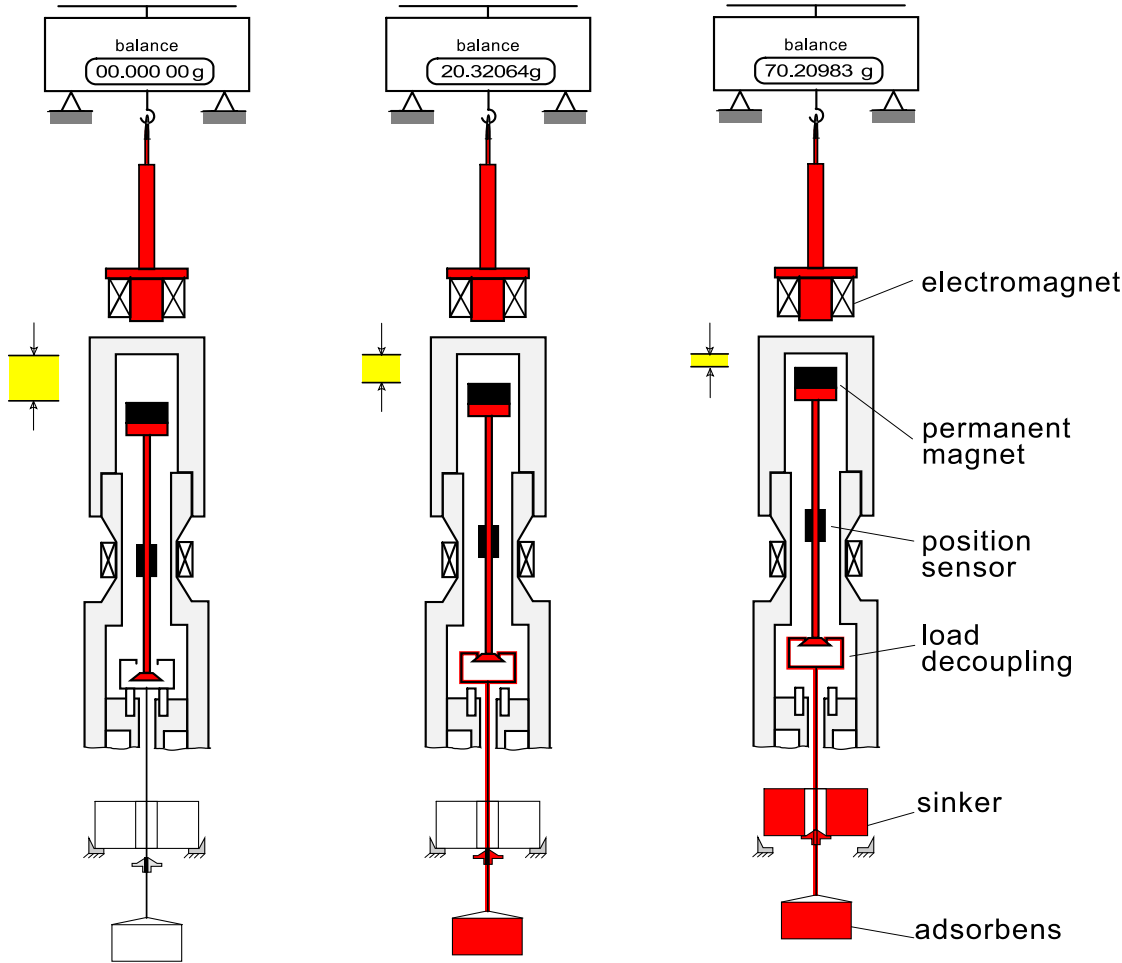 balance
00.000 00 g
balance
20.32064g
balance
70.20983 g
electromagnet
permanent
magnet
position
sensor
load
decoupling
sinker
adsorbens